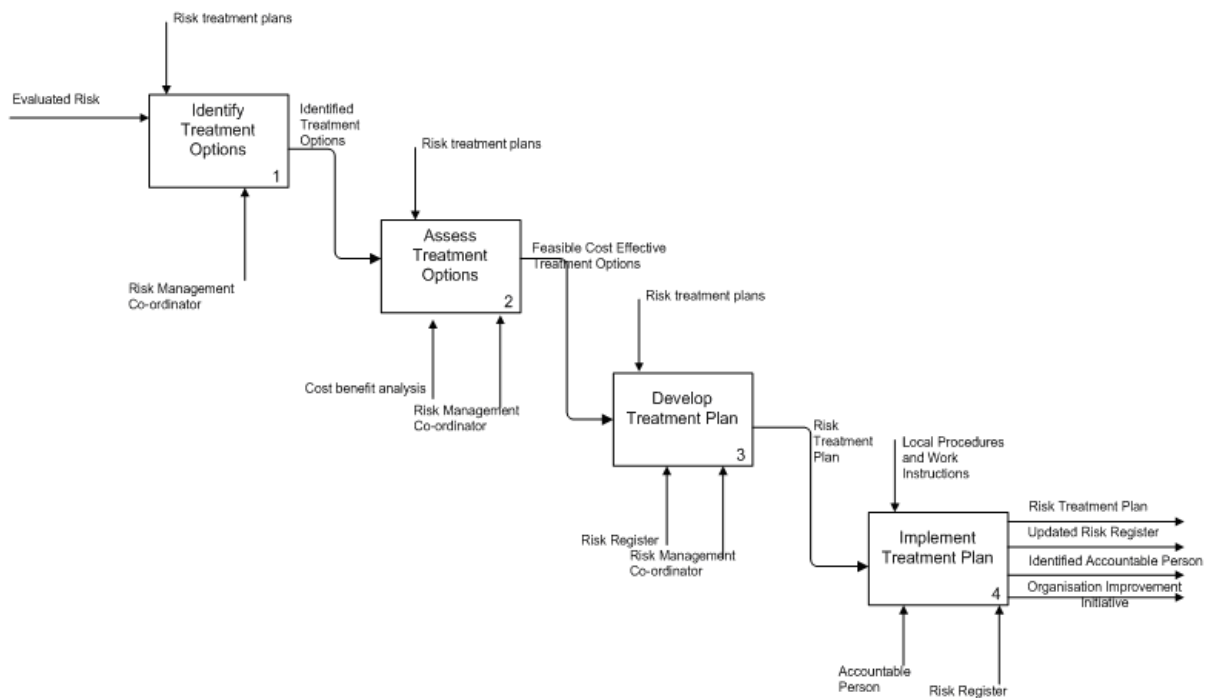 Risk treatment plans
Evaluated Risk
Identify
Treatment
Options
1
Identified
Treatment
Options
Risk Management
Co-ordinator
Risk treatment plans
Assess
Treatment
Options
2
Feasible Cost Effective
Treatment Options
Cost benefit analysis
Risk Management
Co-ordinator
Risk treatment plans
Develop
Treatment Plan
3
Risk
Treatment
Plan
Risk Register
Risk Management
Co-ordinator
Local Procedures
and Work
Instructions
Implement
Treatment Plan
4
Risk Treatment Plan
Updated Risk Register
Identified Accountable Person
Organisation Improvement
Initiative
Accountable
Person
Risk Register